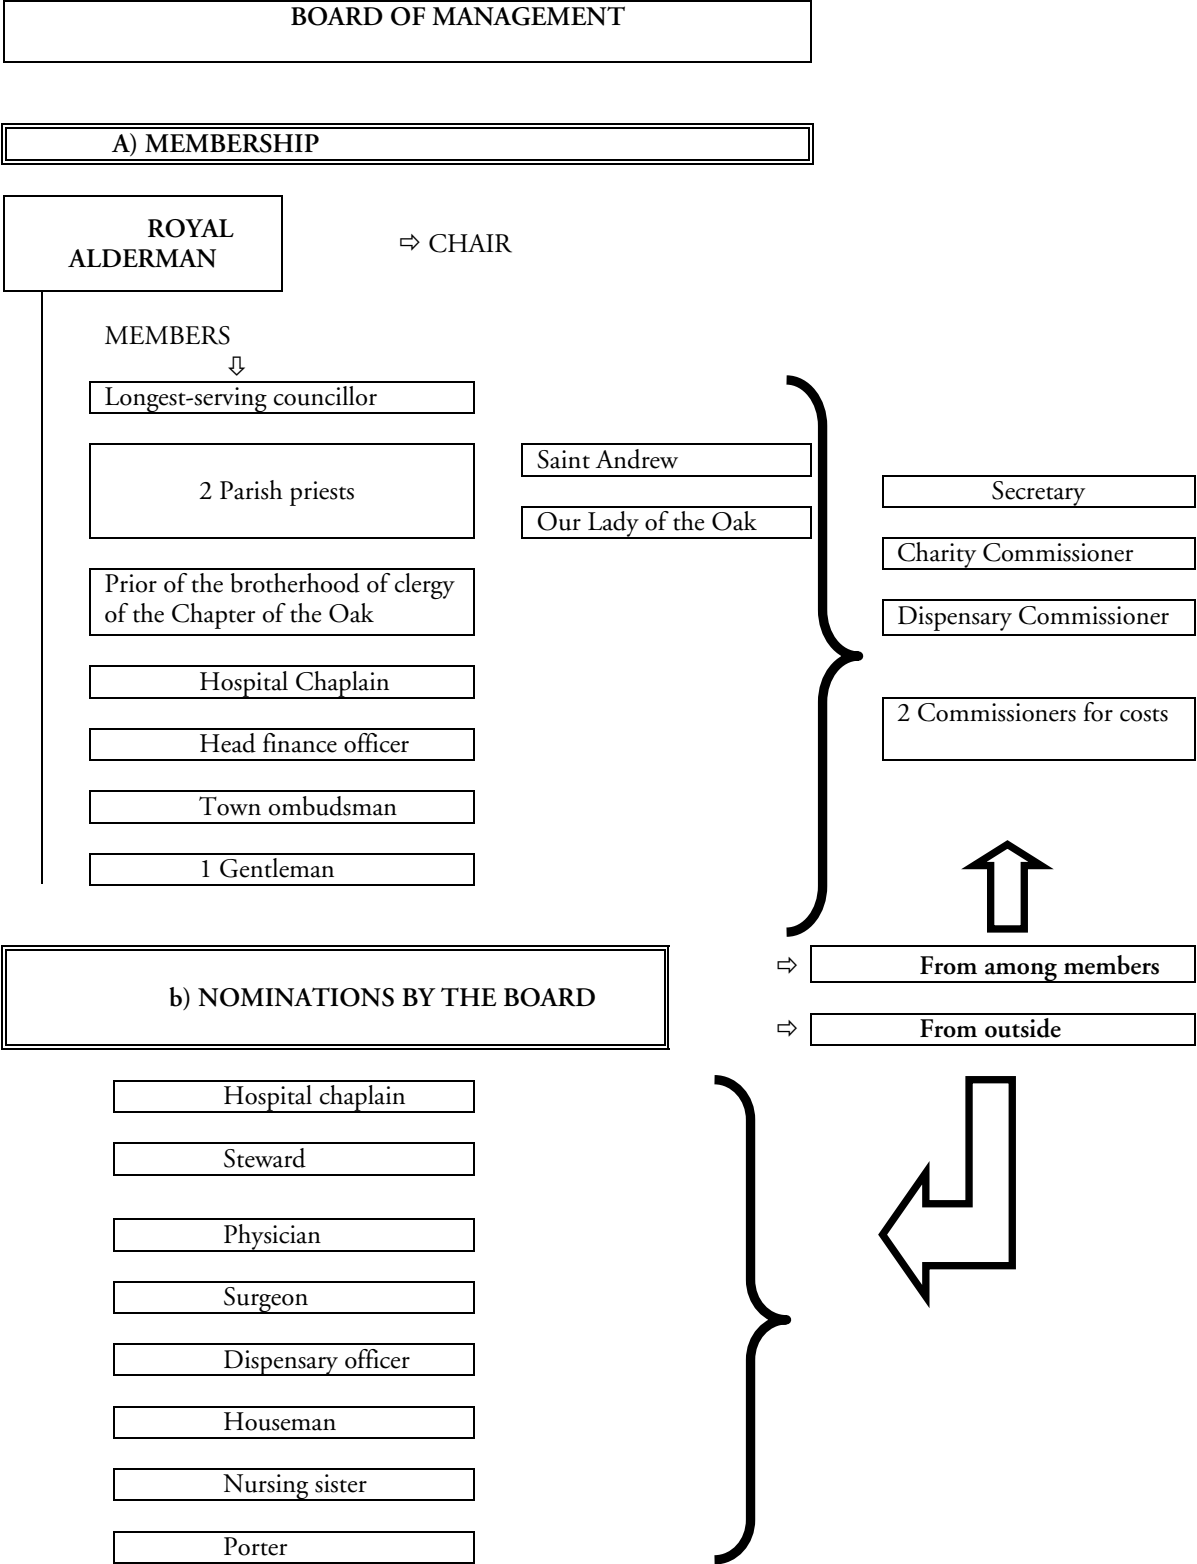 BOARD OF MANAGEMENT
A) MEMBERSHIP
ROYAL
ALDERMAN
⇨ CHAIR
MEMBERS
⇩
Longest-serving councillor
2 Parish priests
Saint Andrew
Our Lady of the Oak
Prior of the brotherhood of clergy
of the Chapter of the Oak
Hospital Chaplain
Head finance officer
Town ombudsman
1 Gentleman
Secretary
Charity Commissioner
Dispensary Commissioner
2 Commissioners for costs
b) NOMINATIONS BY THE BOARD
⇨ From among members
⇨ From outside
Hospital chaplain
Steward
Physician
Surgeon
Dispensary officer
Houseman
Nursing sister
Porter